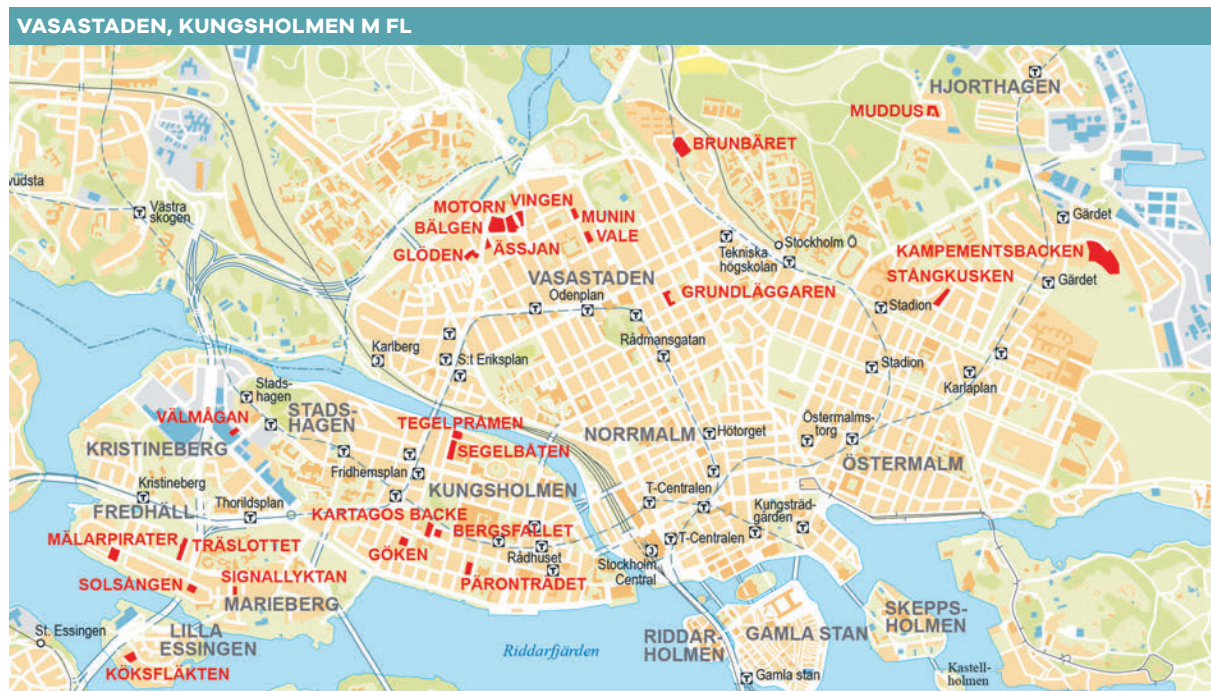 VASASTADEN, KUNGSHOLMEN M FL
HJORTHAGEN
MUDDUS
BRUNBÄRET
vudsta
Västra
skogen
MOTORN
VINGEN
BÄLGEN
GLÖDEN
ÄSSJAN
MUNIN
VALE
VASASTADEN
Tekniska
högskolan
Stockholm Ö
Gärdet
KAMPEMENTSBACKEN
STÅNGKUSKEN
Gärdet
GRUNDLÄGGAREN
Stadion
Odenplan
Rådmansgatan
Karlberg
S:t Eriksplan
Stadion
Karlaplan
Stads-
hagen
STADS-
HAGEN
VÄLMÅGAN
KRISTINEBERG
TEGELPRÅMEN
SEGELBÅTEN
NORRMALM
Hötorget
Östermalms-
torg
ÖSTERMALM
Fridhemsplan
KUNGSHOLMEN
Kristineberg
Thorildsplan
T-Centralen
Kungsträd-
gården
FREDHÄLL
KARTAGOS BACKE
BERGSFALLET
MÄLARPIRATER
TRÄSLOTTET
GÖKEN
Rådhuset
T-Centralen
Stockholm
Central
SOLSÅNGEN
SIGNALLYKTAN
PÄRONTRÄDET
MARIEBERG
SKEPPS-
HOLMEN
St. Essingen
LILLA
ESSINGEN
Riddarfjärden
RIDDAR-
HOLMEN
GAMLA STAN
KÖKSFLÄKTEN
Gamla stan
Kastell-
holmen